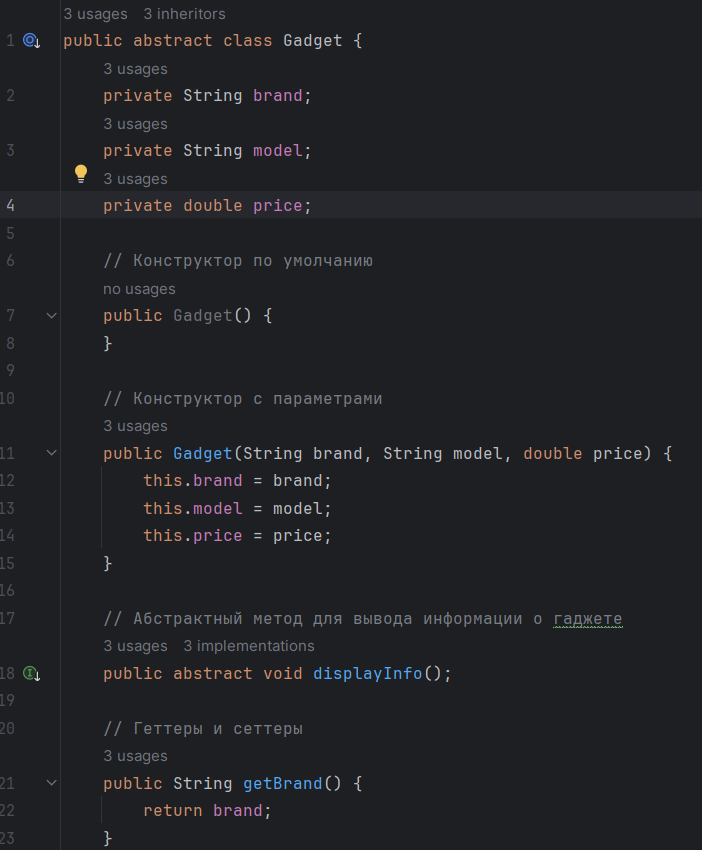 3 usages 3 inheritors
1 public abstract class Gadget {
3 usages
2 private String brand;
3 usages
3 private String model;
3 usages
4 private double price;
5
6 // Конструктор по умолчанию
no usages
7 public Gadget() {
8 }
9
10 // Конструктор с параметрами
3 usages
11 public Gadget(String brand, String model, double price) {
12 this.brand = brand;
13 this.model = model;
14 this.price = price;
15 }
16
17 // Абстрактный метод для вывода информации о гаджете
3 usages 3 implementations
18 public abstract void displayInfo();
19
20 // Геттеры и сеттеры
3 usages
21 public String getBrand() {
22 return brand;
23 }